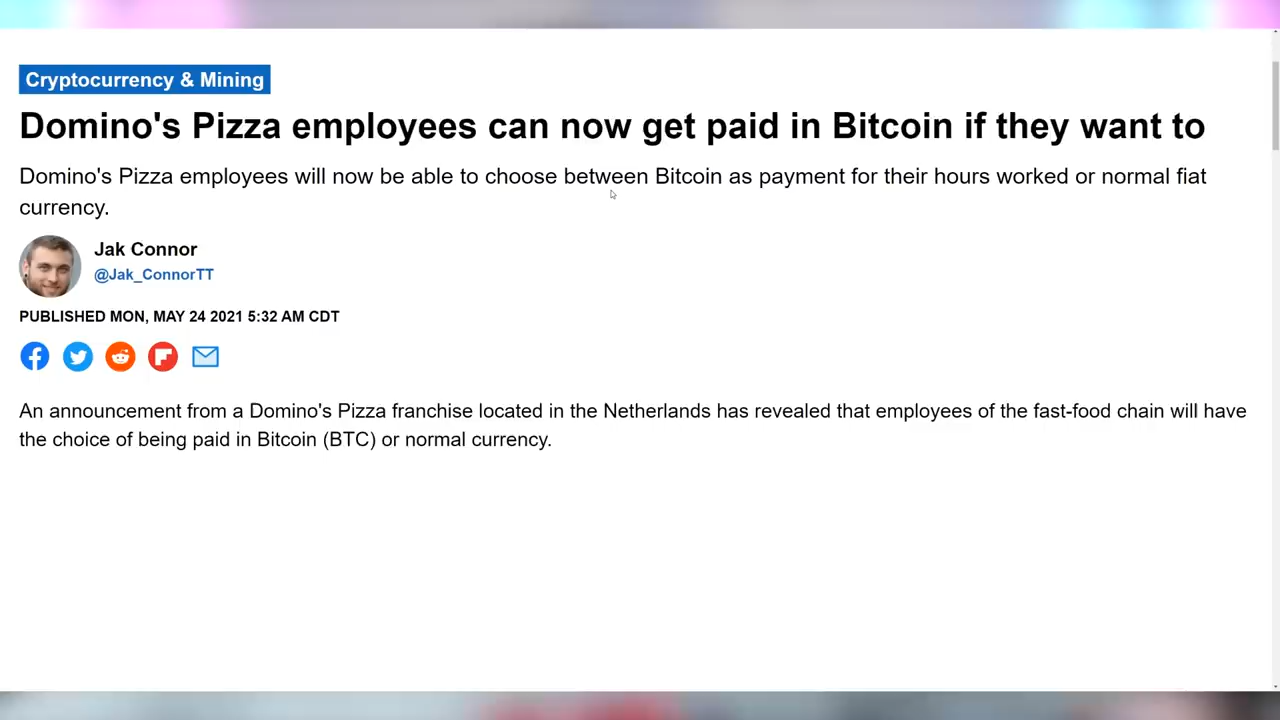 Cryptocurrency & Mining
Domino's Pizza employees can now get paid in Bitcoin if they want to
Domino's Pizza employees will now be able to choose between Bitcoin as payment for their hours worked or normal fiat
currency.
Jak Connor
@Jak_ConnorTT
PUBLISHED MON, MAY 24 2021 5:32 AM CDT
An announcement from a Domino's Pizza franchise located in the Netherlands has revealed that employees of the fast-food chain will have
the choice of being paid in Bitcoin (BTC) or normal currency.